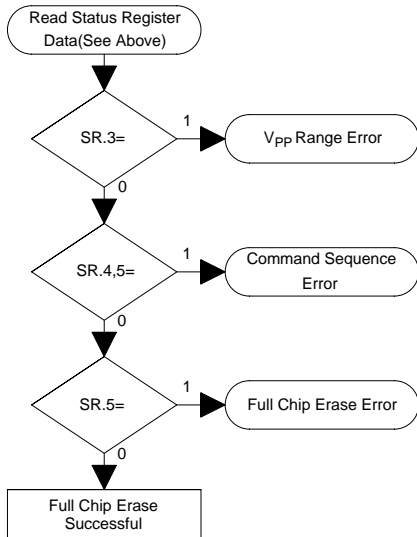 Read Status Register
Data(See Above)
SR.3=
1
VPP Range Error
0
SR.4,5=
1
Command Sequence
Error
0
SR.5=
1
Full Chip Erase Error
0
Full Chip Erase
Successful